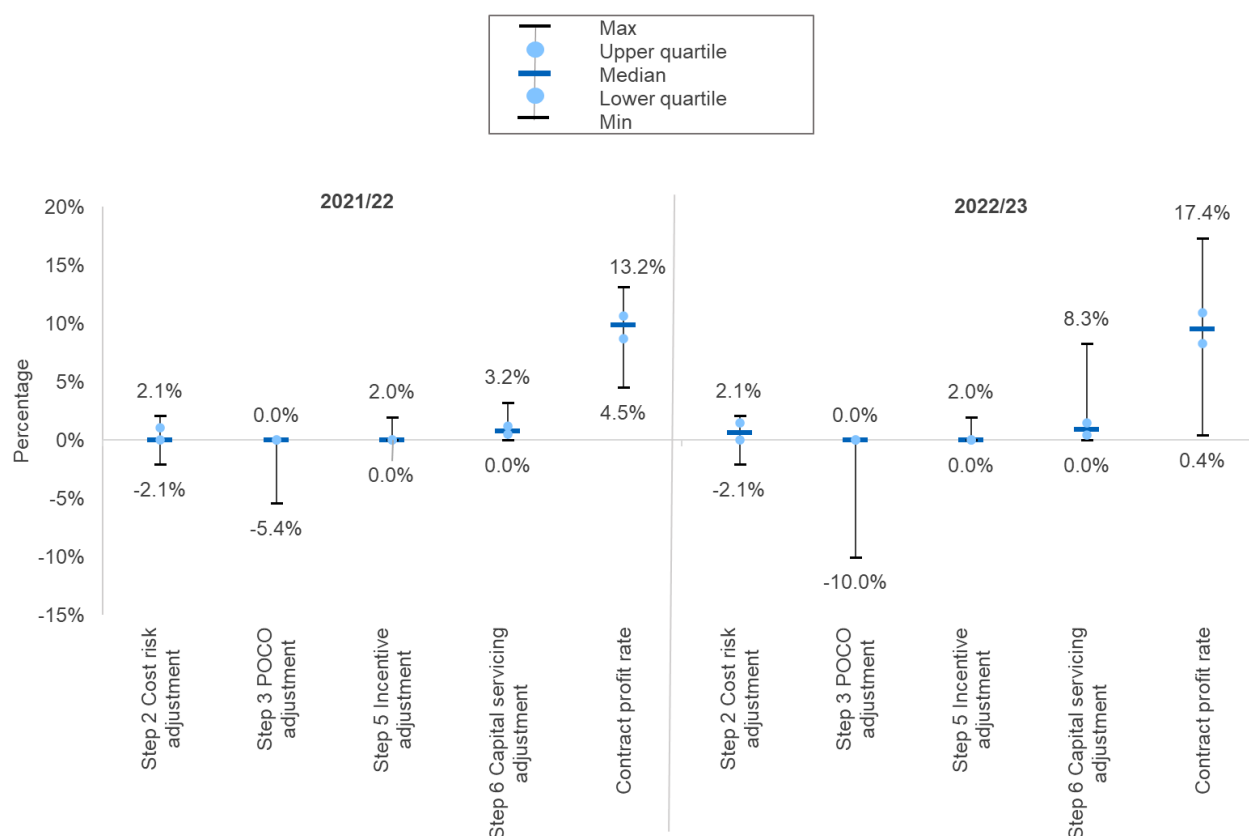 Max
Upper quartile
Median
Lower quartile
Min
2021/22
2022/23
Percentage
20%
15%
10%
5%
0%
-5%
-10%
-15%
2.1%
-2.1%
0.0%
-5.4%
2.0%
0.0%
3.2%
0.0%
13.2%
4.5%
2.1%
-2.1%
0.0%
-10.0%
2.0%
0.0%
8.3%
0.0%
17.4%
0.4%
Step 2 Cost risk
adjustment
Step 3 POCO
adjustment
Step 5 Incentive
adjustment
Step 6 Capital servicing
adjustment
Contract profit rate
Step 2 Cost risk
adjustment
Step 3 POCO
adjustment
Step 5 Incentive
adjustment
Step 6 Capital servicing
adjustment
Contract profit rate